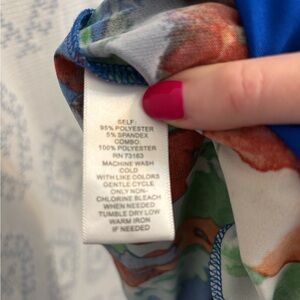 SELF:
95% POLYESTER
5% SPANDEX
COMBO:
100% POLYESTER
RN 73163
MACHINE WASH
COLD
WITH LIKE COLORS
GENTLE CYCLE
ONLY NON-
CHLORINE BLEACH
WHEN NEEDED
TUMBLE DRY LOW
WARM IRON
IF NEEDED